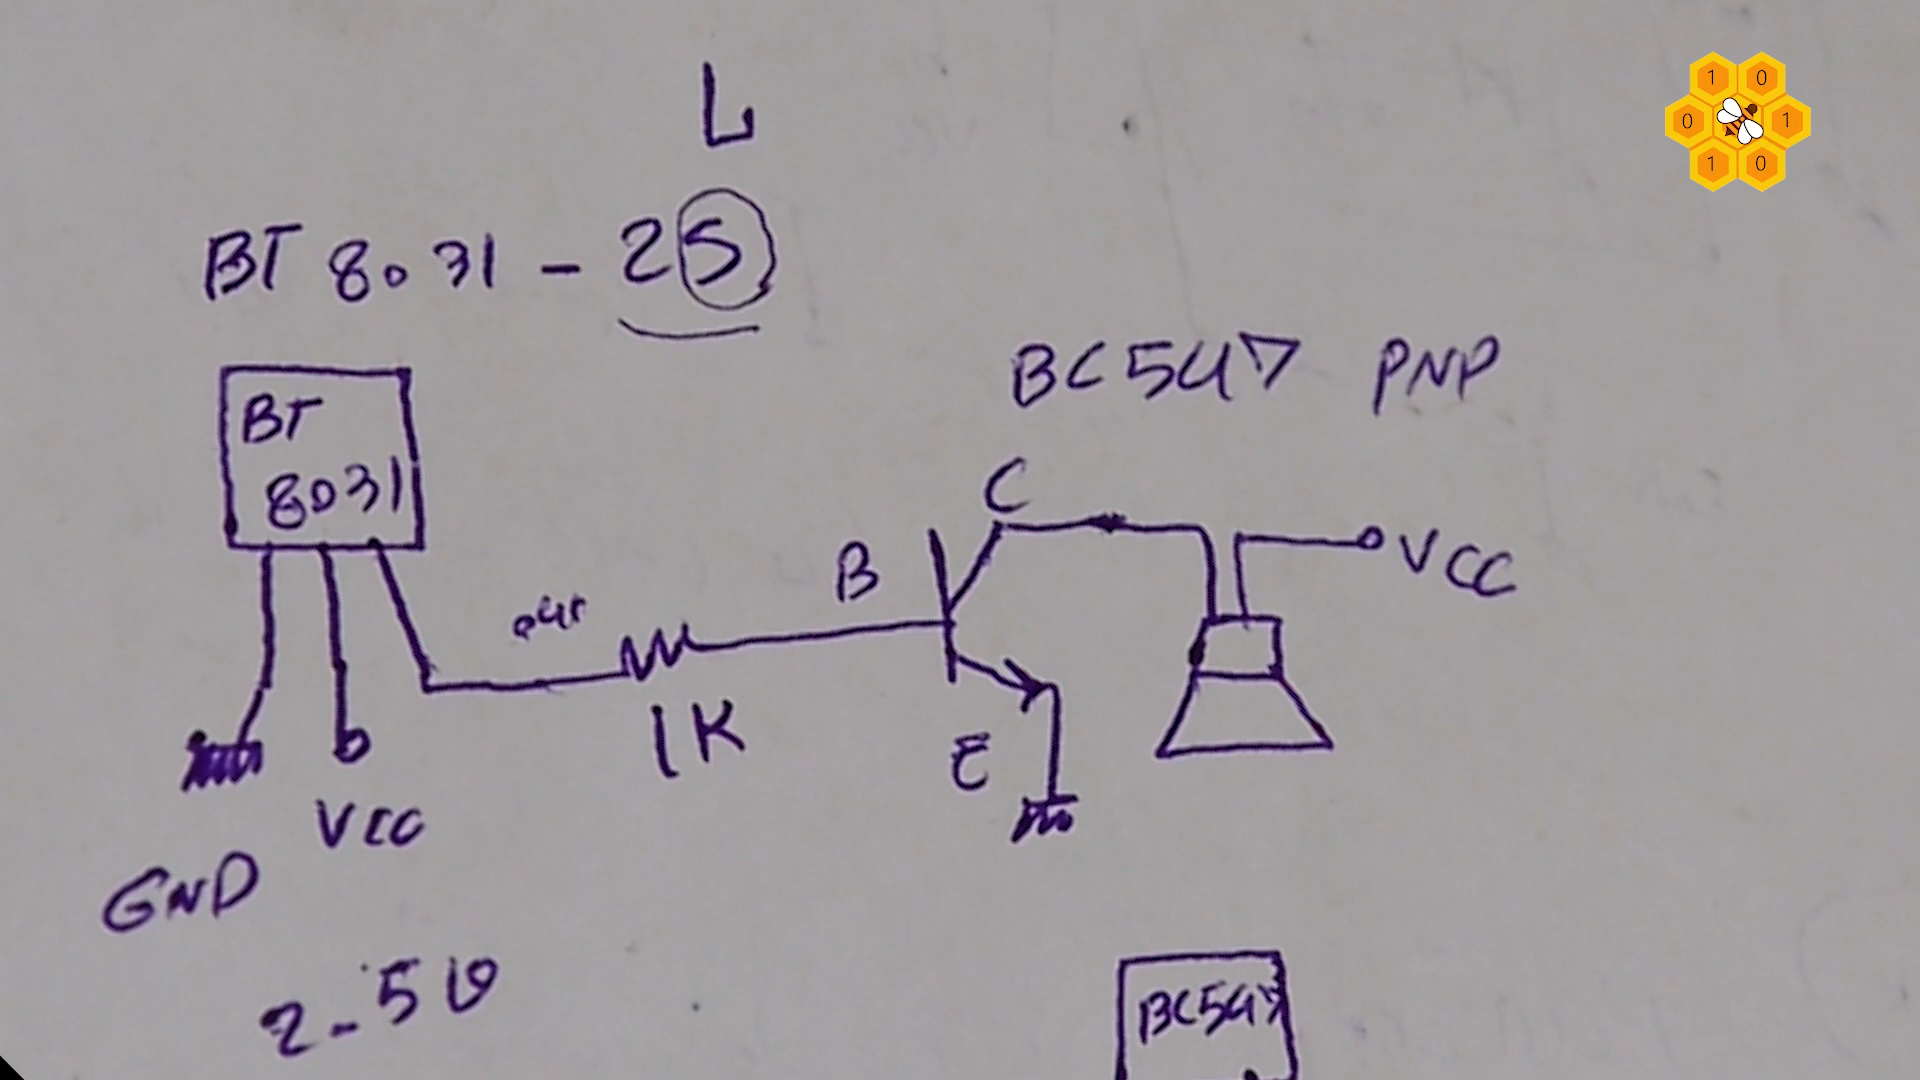 L
BT 8031 - 25
BC547 PNP
BT
8031
C
B
out
VCC
1K
E
VCC
GND
2-5V
BC547
1 0
0 1
1 0